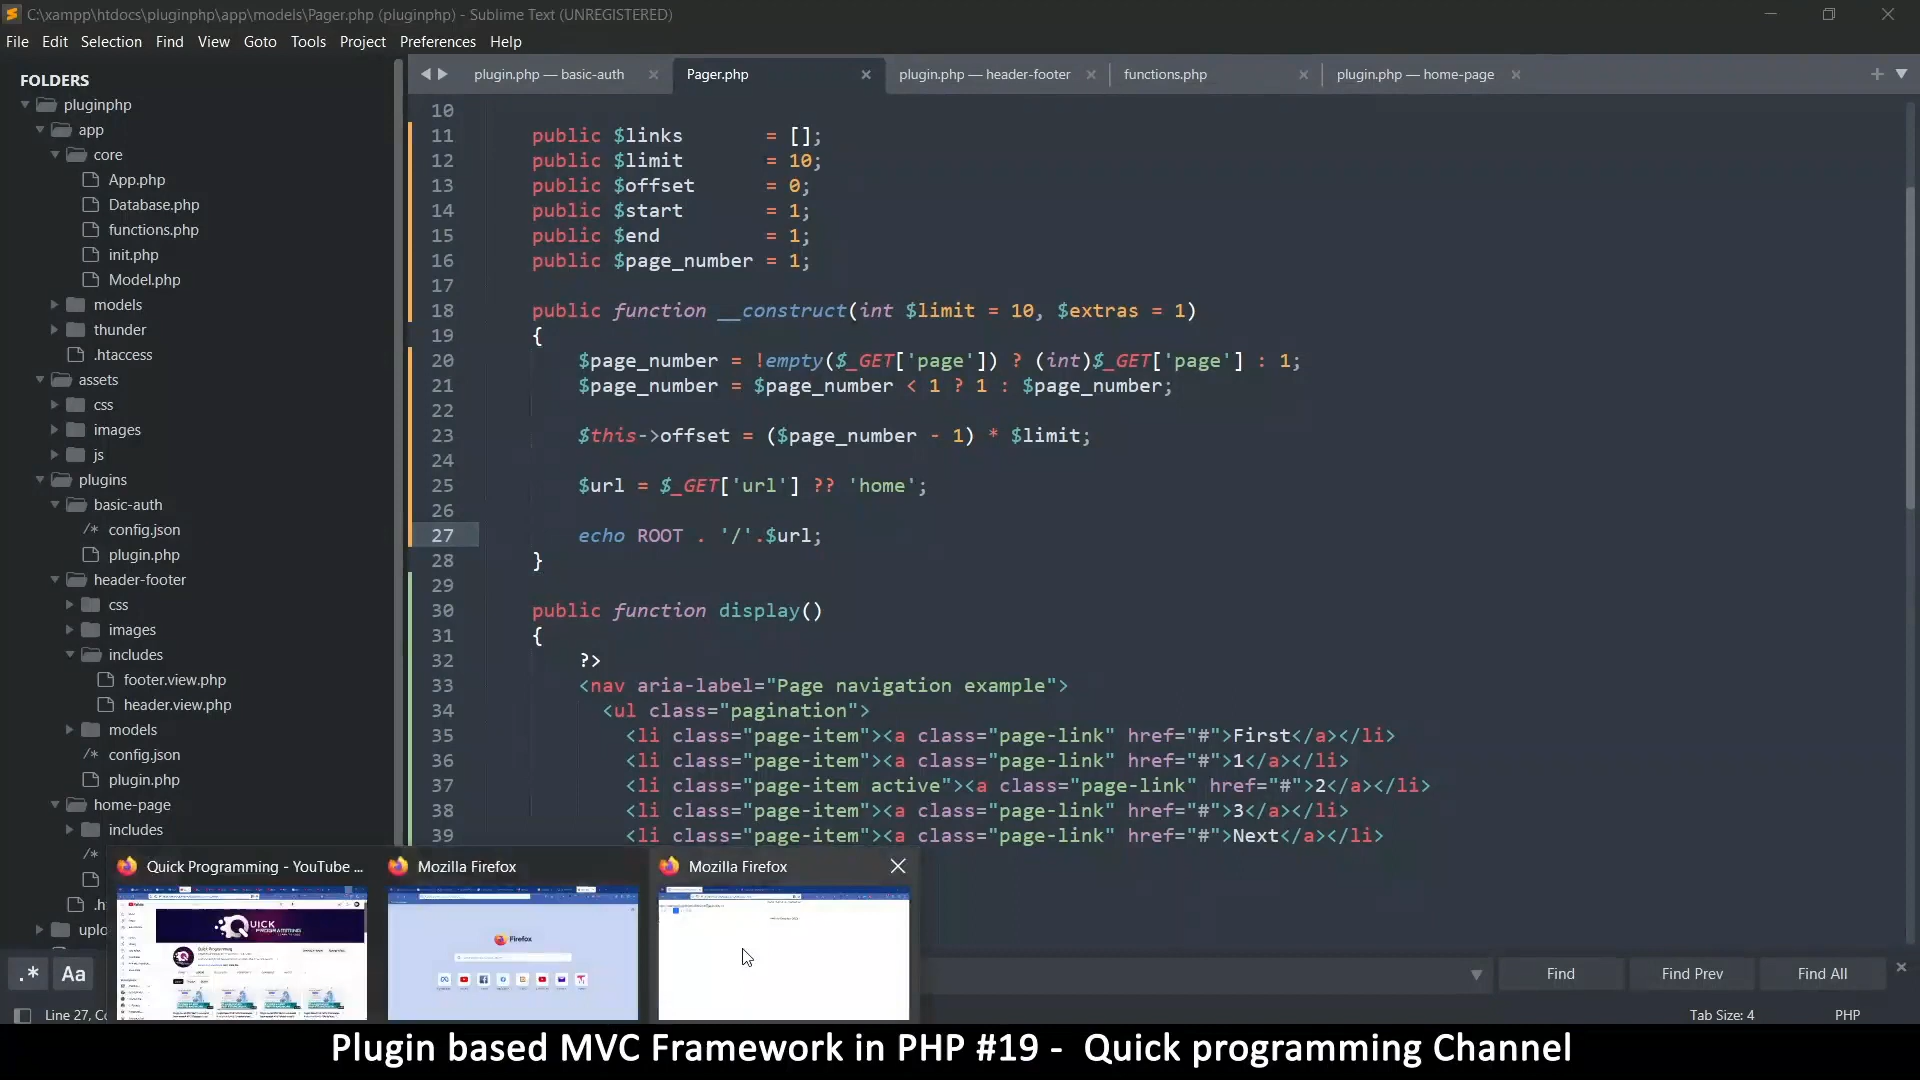 C:\xampp\htdocs\pluginphp\app\models\Pager.php (pluginphp) - Sublime Text (UNREGISTERED)
File Edit Selection Find View Goto Tools Project Preferences Help
FOLDERS
pluginphp
app
core
App.php
Database.php
functions.php
init.php
Model.php
models
thunder
.htaccess
assets
css
images
js
plugins
basic-auth
config.json
plugin.php
header-footer
css
images
includes
footer.view.php
header.view.php
models
config.json
plugin.php
home-page
includes
/*
.h
uplo
plugin.php — basic-auth
Pager.php
plugin.php — header-footer
functions.php
plugin.php — home-page
10
11 public $links = [];
12 public $limit = 10;
13 public $offset = 0;
14 public $start = 1;
15 public $end = 1;
16 public $page_number = 1;
17
18 public function __construct(int $limit = 10, $extras = 1)
19 {
20 $page_number = !empty($_GET['page']) ? (int)$_GET['page'] : 1;
21 $page_number = $page_number < 1 ? 1 : $page_number;
22
23 $this->offset = ($page_number - 1) * $limit;
24
25 $url = $_GET['url'] ?? 'home';
26
27 echo ROOT . '/'.$url;
28 }
29
30 public function display()
31 {
32 ?>
33 <nav aria-label="Page navigation example">
34 <ul class="pagination">
35 <li class="page-item"><a class="page-link" href="#">First</a></li>
36 <li class="page-item"><a class="page-link" href="#">1</a></li>
37 <li class="page-item active"><a class="page-link" href="#">2</a></li>
38 <li class="page-item"><a class="page-link" href="#">3</a></li>
39 <li class="page-item"><a class="page-link" href="#">Next</a></li>
Quick Programming - YouTube ...
Mozilla Firefox
Mozilla Firefox
QUICK
PROGRAMMING
Quick Programming
Firefox
.* Aa
Find
Find Prev
Find All
Line 27, Co
Tab Size: 4
PHP
Plugin based MVC Framework in PHP #19 - Quick programming Channel